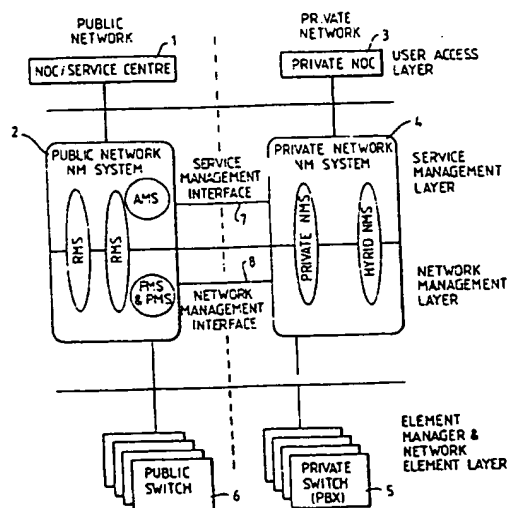 PUBLIC
NETWORK
PRIVATE
NETWORK
1
3
NOC/SERVICE CENTRE
PRIVATE NOC
USER ACCESS
LAYER
2
4
PUBLIC NETWORK
NM SYSTEM
SERVICE
MANAGEMENT
INTERFACE
PRIVATE NETWORK
NM SYSTEM
SERVICE
MANAGEMENT
LAYER
RMS
RMS
AMS
7
PRIVATE NMS
HYRID NMS
FMS
& PMS
8
NETWORK
MANAGEMENT
INTERFACE
NETWORK
MANAGEMENT
LAYER
PUBLIC
SWITCH
6
PRIVATE
SWITCH
(PBX)
5
ELEMENT
MANAGER &
NETWORK
ELEMENT LAYER